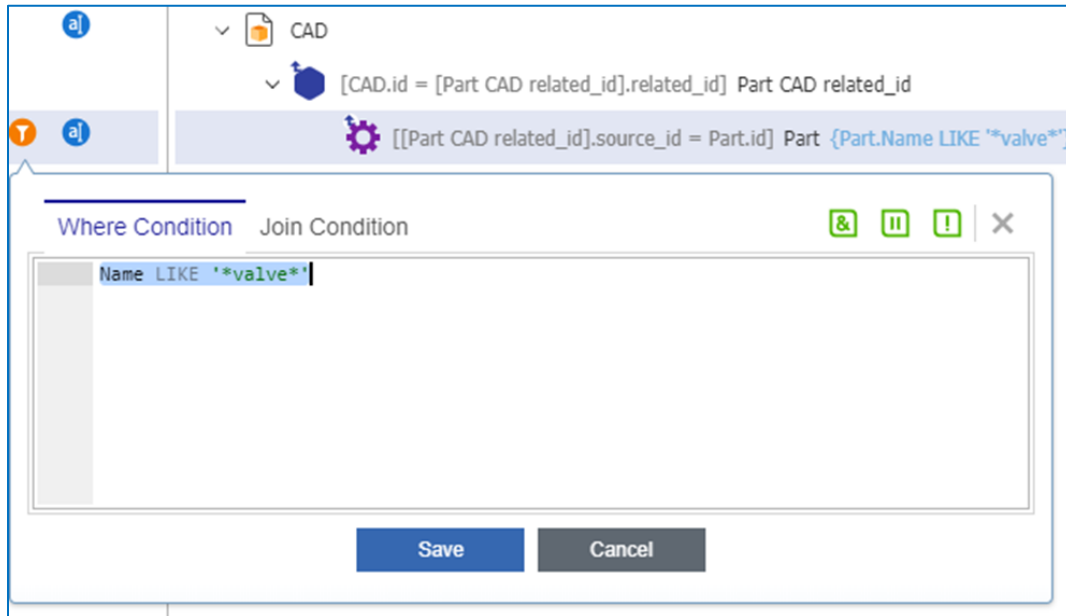 CAD
[CAD.id = [Part CAD related_id].related_id] Part CAD related_id
[[Part CAD related_id].source_id = Part.id] Part {Part.Name LIKE '*valve*'}
Where Condition Join Condition
Name LIKE '*valve*'
Save Cancel